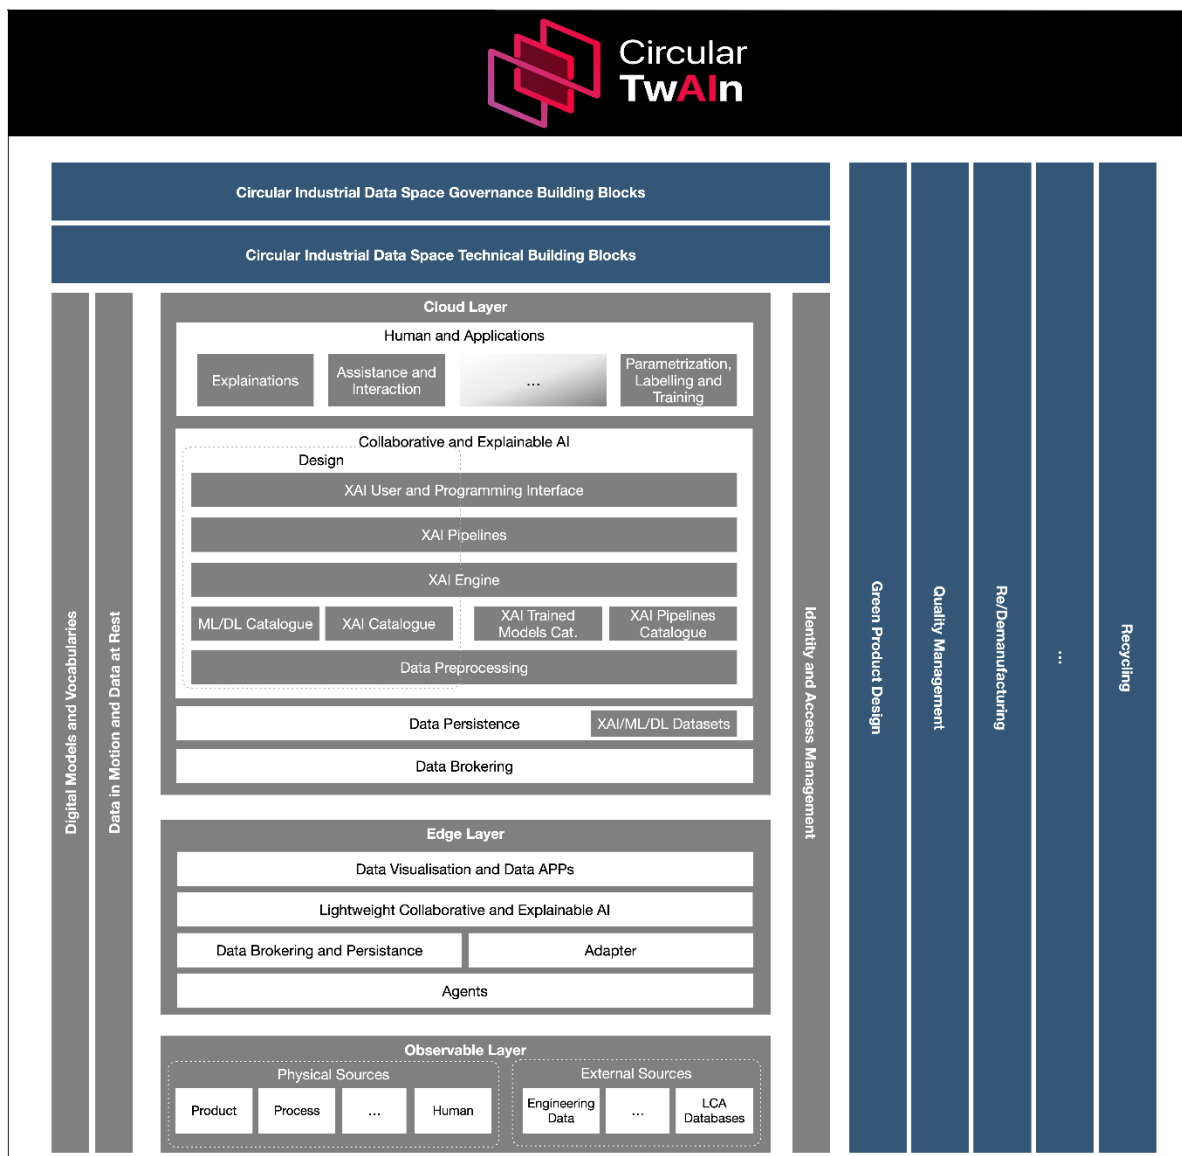 Circular
TwAIn
Circular Industrial Data Space Governance Building Blocks
Circular Industrial Data Space Technical Building Blocks
Digital Models and Vocabularies
Data in Motion and Data at Rest
Cloud Layer
Human and Applications
Explainations
Assistance and
Interaction
...
Parametrization,
Labelling and
Training
Collaborative and Explainable AI
Design
XAI User and Programming Interface
XAI Pipelines
XAI Engine
ML/DL Catalogue
XAI Catalogue
XAI Trained
Models Cat.
XAI Pipelines
Catalogue
Data Preprocessing
Data Persistence
XAI/ML/DL Datasets
Data Brokering
Edge Layer
Data Visualisation and Data APPs
Lightweight Collaborative and Explainable AI
Data Brokering and Persistance
Adapter
Agents
Observable Layer
Physical Sources
Product
Process
...
Human
External Sources
Engineering
Data
...
LCA
Databases
Identity and Access Management
Green Product Design
Quality Management
Re/Demanufacturing
...
Recycling